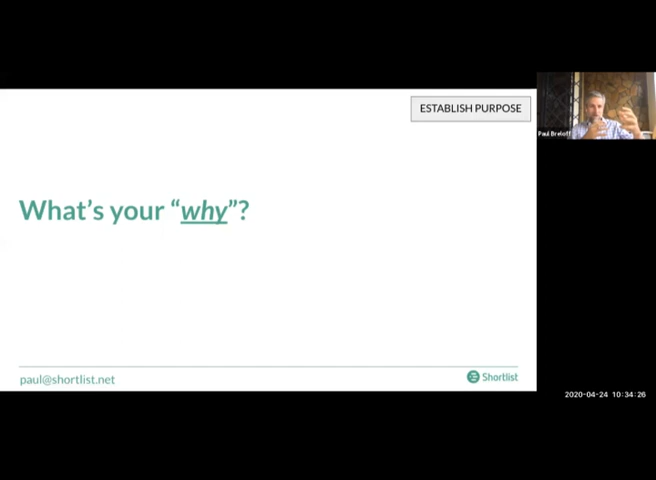 ESTABLISH PURPOSE
Paul Breloff
What's your “why”?
paul@shortlist.net
Shortlist
2020-04-24 10:34:26